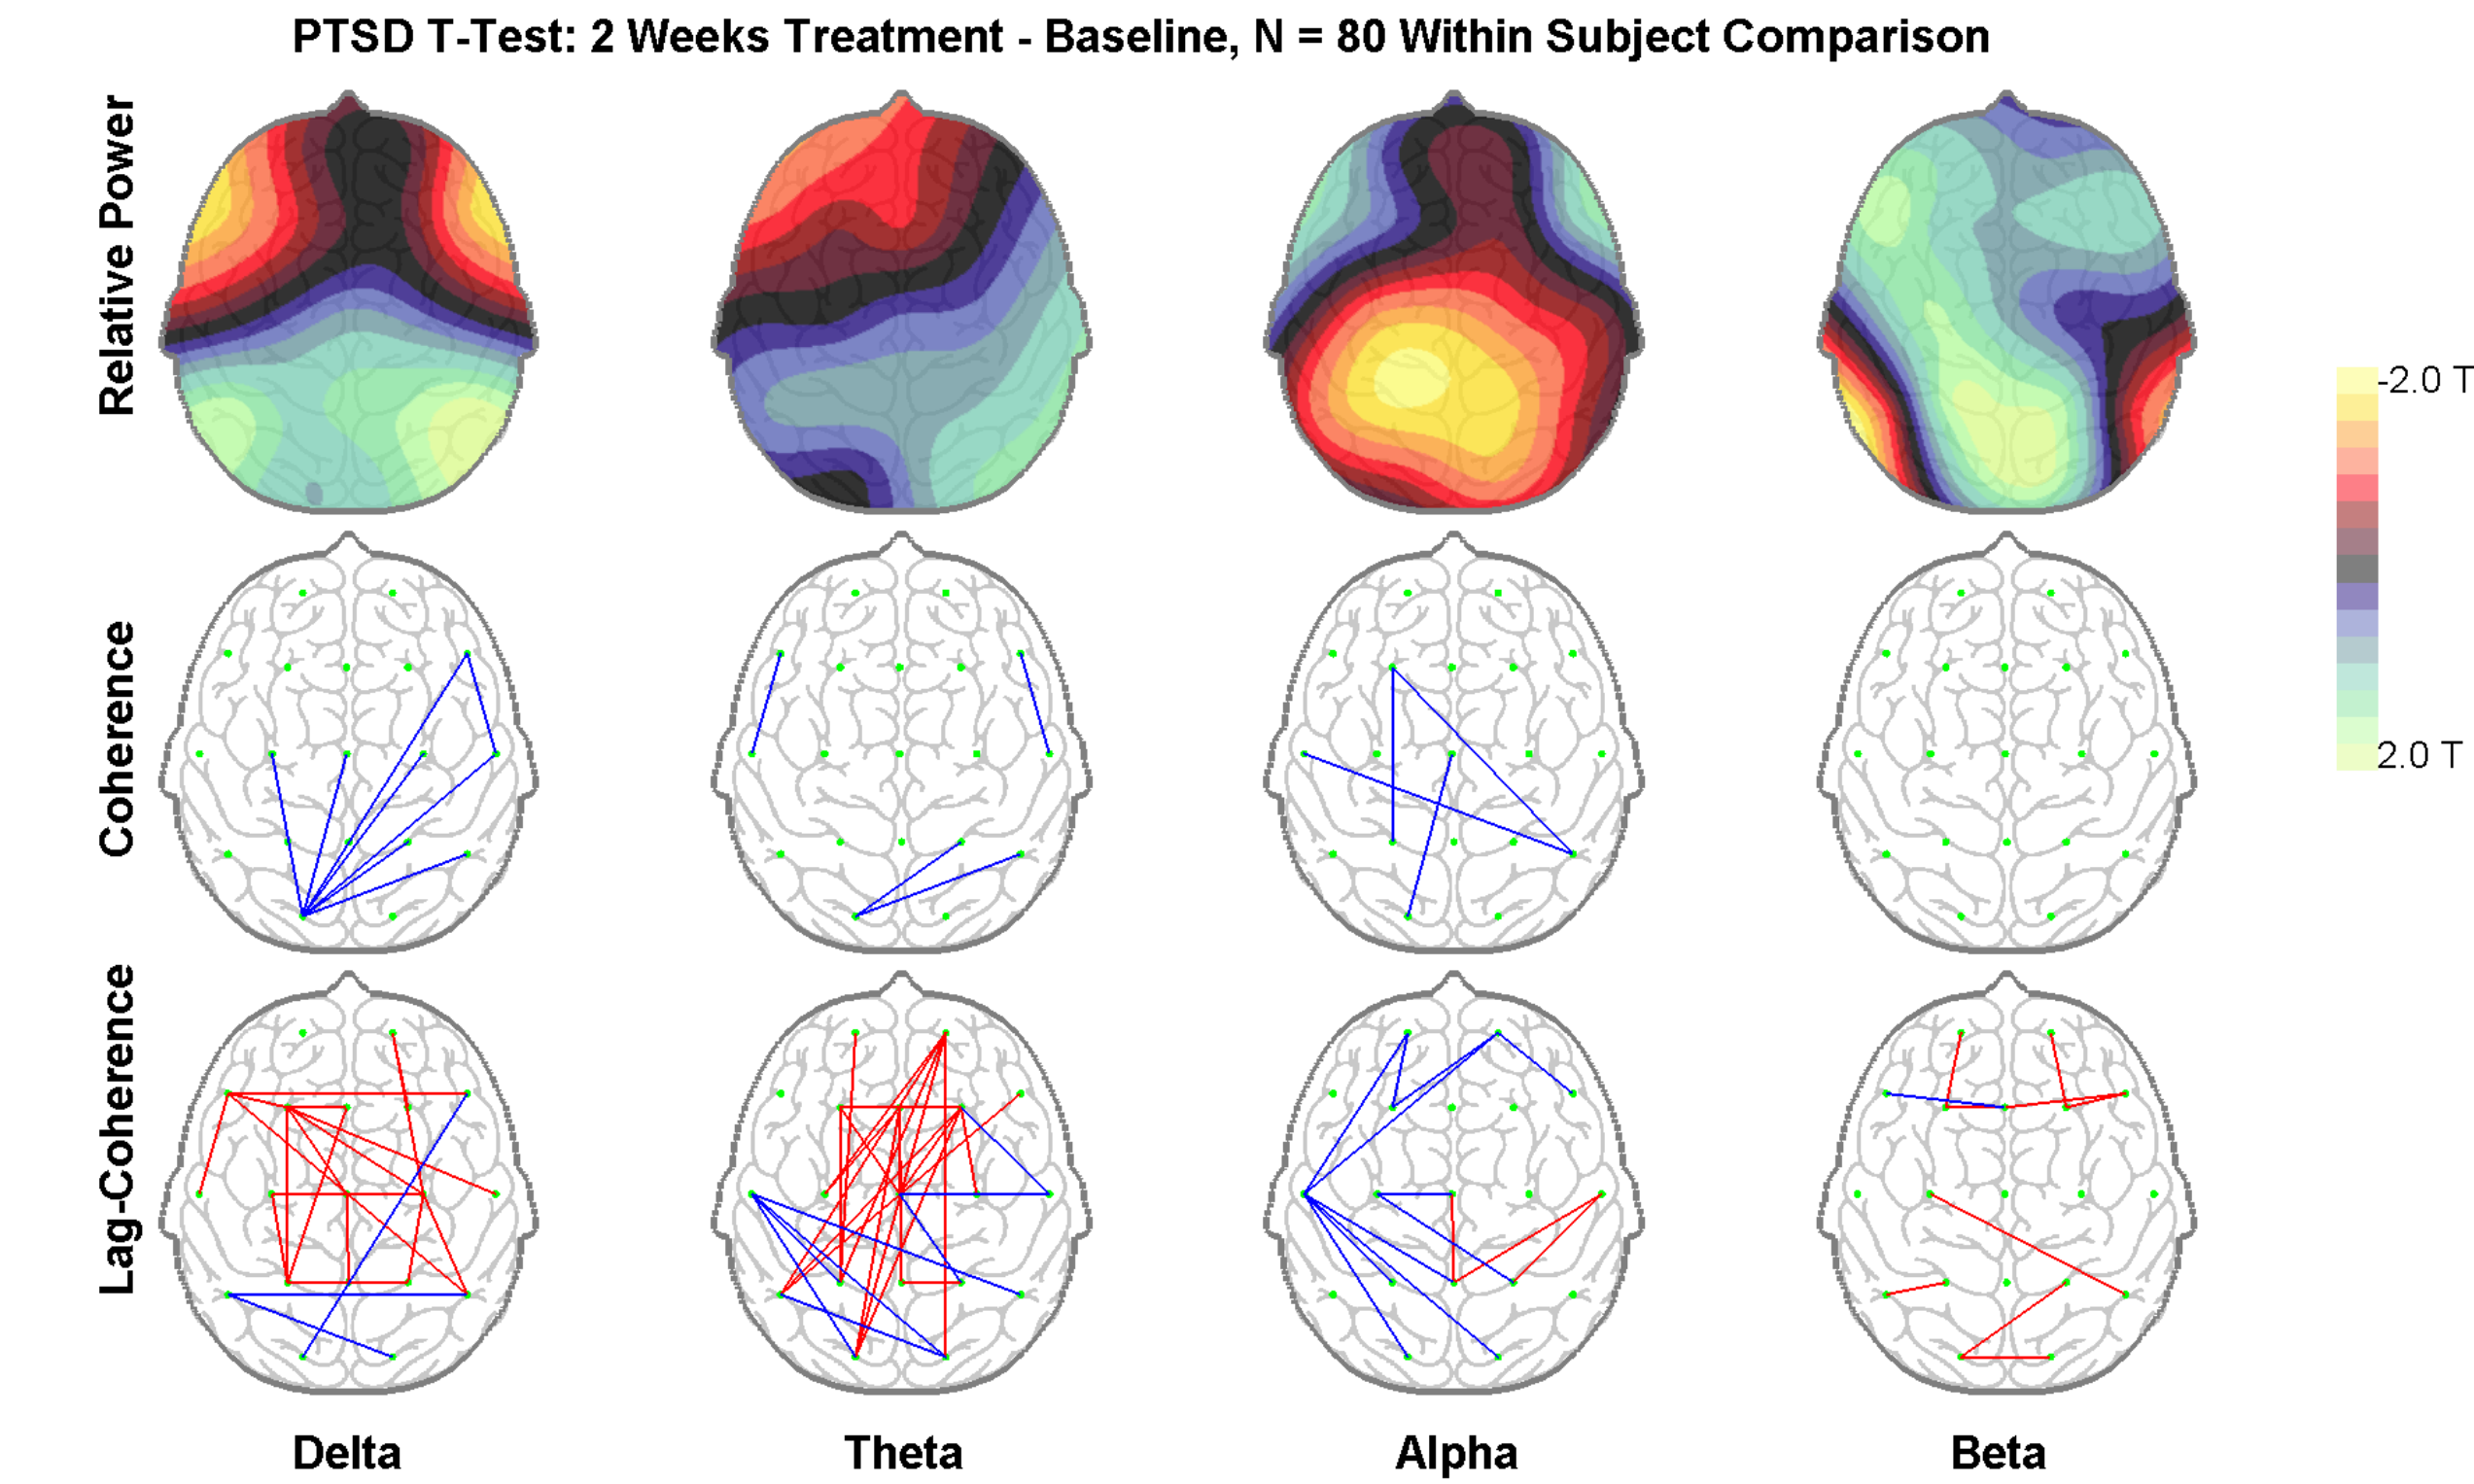 PTSD T-Test: 2 Weeks Treatment - Baseline, N = 80 Within Subject Comparison
Relative Power
-2.0 T
2.0 T
Coherence
Lag-Coherence
Delta
Theta
Alpha
Beta